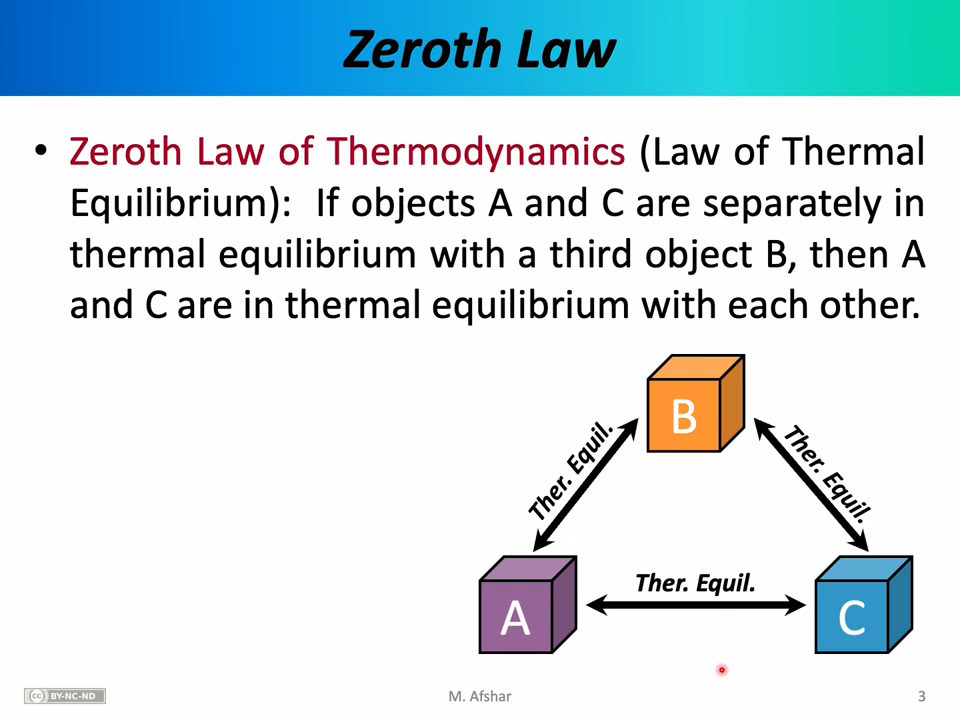 Zeroth Law
• Zeroth Law of Thermodynamics (Law of Thermal
Equilibrium): If objects A and C are separately in
thermal equilibrium with a third object B, then A
and C are in thermal equilibrium with each other.
B
Ther. Equil.
Ther. Equil.
Ther. Equil.
A
C
cc BY-NC-ND
M. Afshar
3